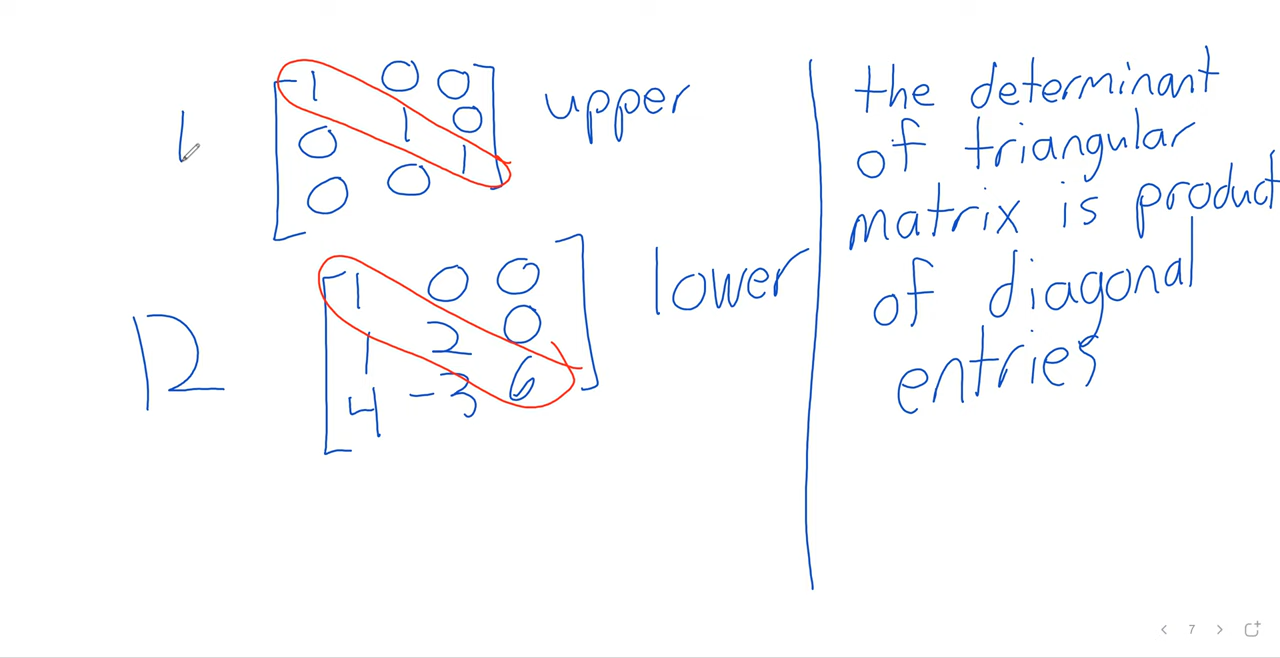 1 0 0 upper
1 0 1 0
0 0 1
1 0 0 lower
12 1 2 0
4 -3 6
the determinant
of triangular
matrix is product
of diagonal
entries
7